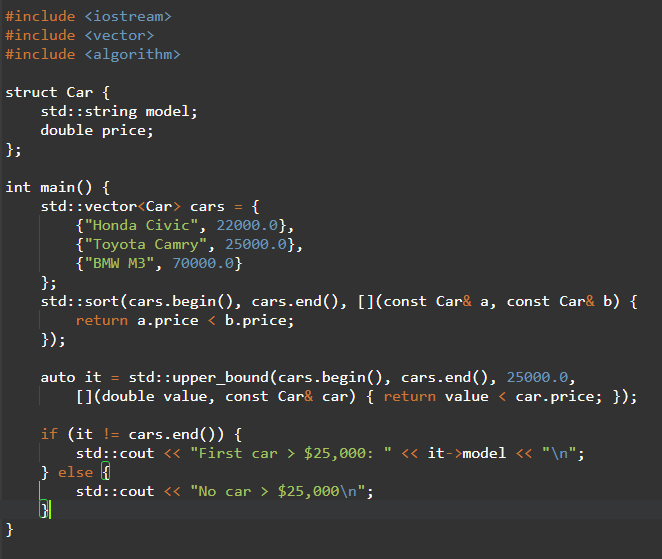 #include <iostream>
#include <vector>
#include <algorithm>

struct Car {
    std::string model;
    double price;
};

int main() {
    std::vector<Car> cars = {
        {"Honda Civic", 22000.0},
        {"Toyota Camry", 25000.0},
        {"BMW M3", 70000.0}
    };
    std::sort(cars.begin(), cars.end(), [](const Car& a, const Car& b) {
        return a.price < b.price;
    });

    auto it = std::upper_bound(cars.begin(), cars.end(), 25000.0,
        [](double value, const Car& car) { return value < car.price; });

    if (it != cars.end()) {
        std::cout << "First car > $25,000: " << it->model << "\n";
    } else {
        std::cout << "No car > $25,000\n";
    }
}